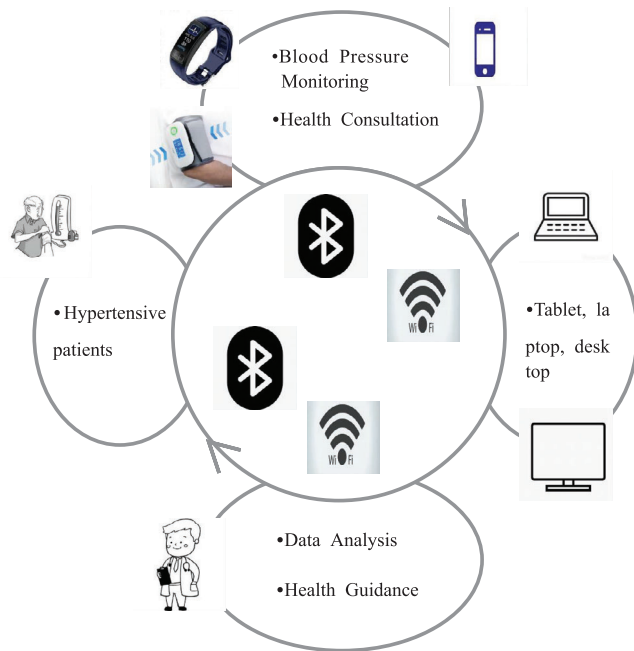 •Blood Pressure
Monitoring
•Health Consultation
•Hypertensive
patients
•Tablet, la
ptop, desk
top
Wi Fi
Wi Fi
•Data Analysis
•Health Guidance